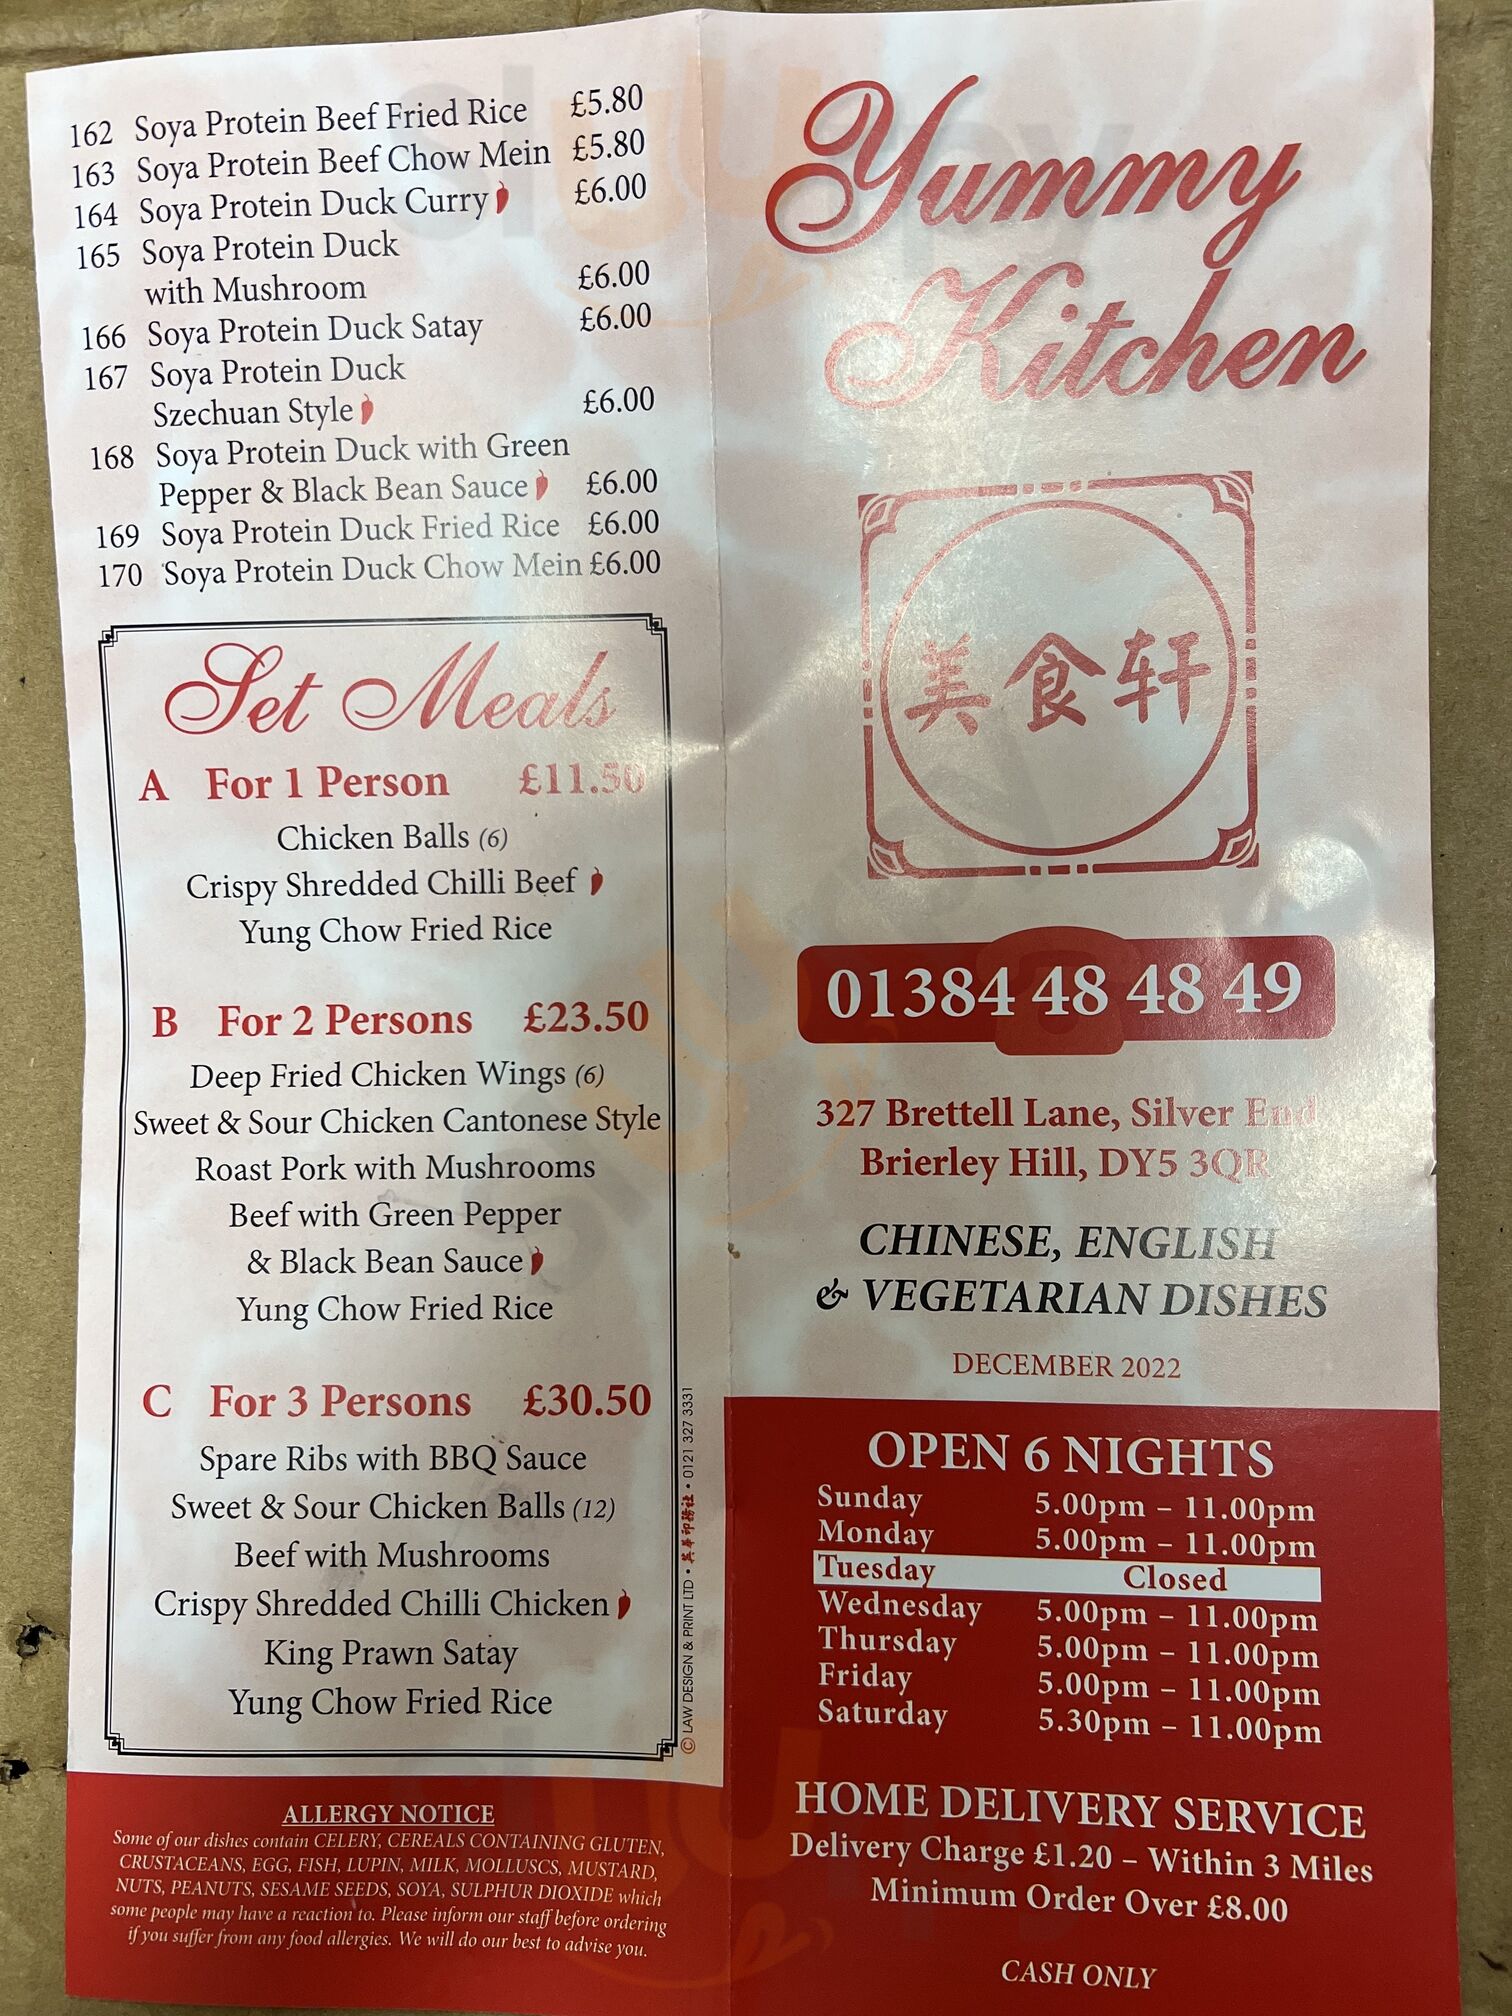 162 Soya Protein Beef Fried Rice £5.80
163 Soya Protein Beef Chow Mein £5.80
164 Soya Protein Duck Curry £6.00
165 Soya Protein Duck
with Mushroom £6.00
166 Soya Protein Duck Satay £6.00
167 Soya Protein Duck
Szechuan Style £6.00
168 Soya Protein Duck with Green
Pepper & Black Bean Sauce £6.00
169 Soya Protein Duck Fried Rice £6.00
170 Soya Protein Duck Chow Mein £6.00
Set Meals
A For 1 Person £11.50
Chicken Balls (6)
Crispy Shredded Chilli Beef
Yung Chow Fried Rice
B For 2 Persons £23.50
Deep Fried Chicken Wings (6)
Sweet & Sour Chicken Cantonese Style
Roast Pork with Mushrooms
Beef with Green Pepper
& Black Bean Sauce
Yung Chow Fried Rice
C For 3 Persons £30.50
Spare Ribs with BBQ Sauce
Sweet & Sour Chicken Balls (12)
Beef with Mushrooms
Crispy Shredded Chilli Chicken
King Prawn Satay
Yung Chow Fried Rice
© LAW DESIGN & PRINT LTD • 英华印務社 • 0121 327 3331
ALLERGY NOTICE
Some of our dishes contain CELERY, CEREALS CONTAINING GLUTEN,
CRUSTACEANS, EGG, FISH, LUPIN, MILK, MOLLUSCS, MUSTARD,
NUTS, PEANUTS, SESAME SEEDS, SOYA, SULPHUR DIOXIDE which
some people may have a reaction to. Please inform our staff before ordering
if you suffer from any food allergies. We will do our best to advise you.
Yummy
Kitchen
美食轩
01384 48 48 49
327 Brettell Lane, Silver End
Brierley Hill, DY5 3QR
CHINESE, ENGLISH
& VEGETARIAN DISHES
DECEMBER 2022
OPEN 6 NIGHTS
Sunday 5.00pm – 11.00pm
Monday 5.00pm – 11.00pm
Tuesday Closed
Wednesday 5.00pm – 11.00pm
Thursday 5.00pm – 11.00pm
Friday 5.00pm – 11.00pm
Saturday 5.30pm – 11.00pm
HOME DELIVERY SERVICE
Delivery Charge £1.20 – Within 3 Miles
Minimum Order Over £8.00
CASH ONLY